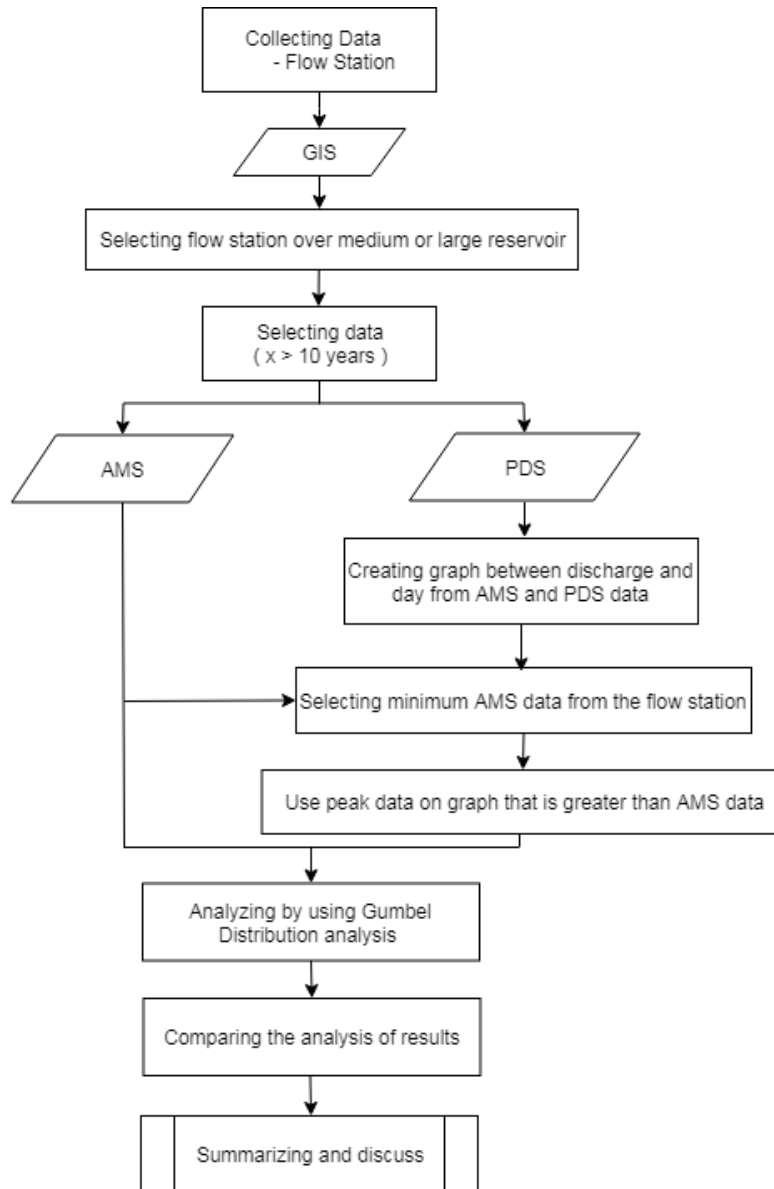 Collecting Data
- Flow Station
GIS
Selecting flow station over medium or large reservoir
Selecting data
( x > 10 years )
AMS
PDS
Creating graph between discharge and
day from AMS and PDS data
Selecting minimum AMS data from the flow station
Use peak data on graph that is greater than AMS data
Analyzing by using Gumbel
Distribution analysis
Comparing the analysis of results
Summarizing and discuss